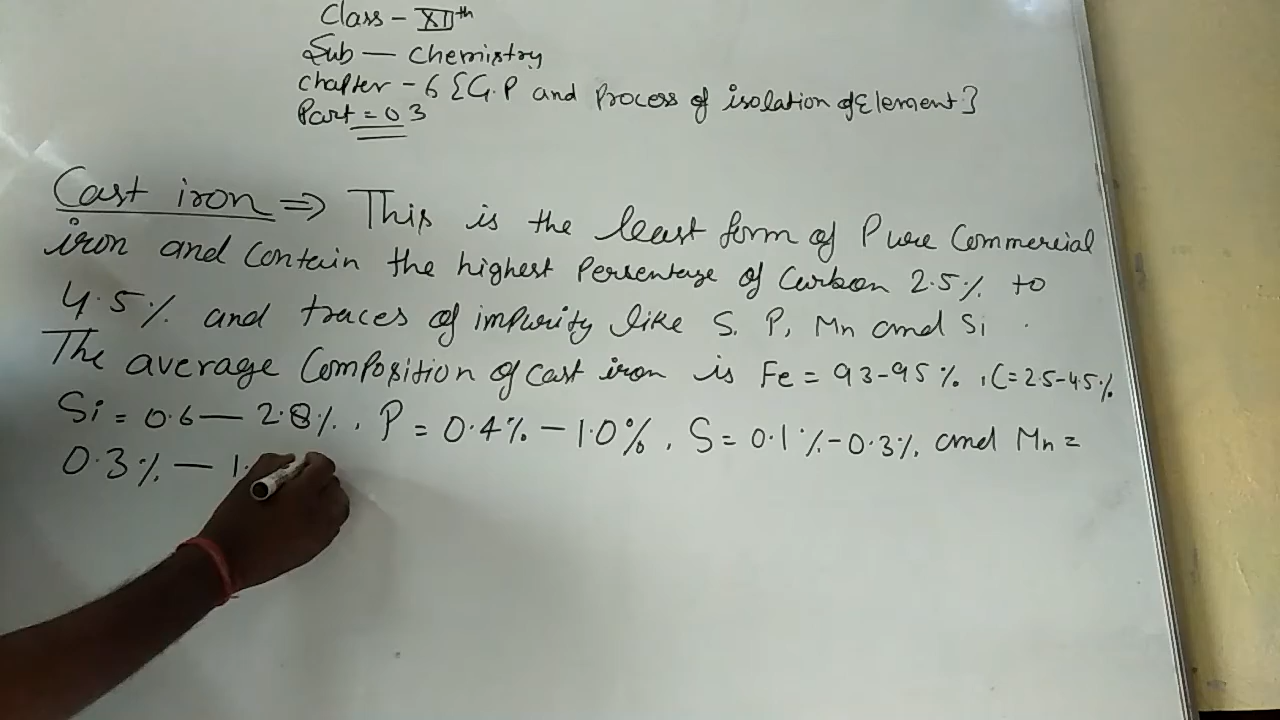 Class - XIIth
Sub - Chemistry
Chapter - 6 {G.P and Process of isolation of Element}
Part = 03
Cast iron ⇒ This is the least form of Pure Commercial
iron and Contain the highest Persentage of Carbon 2.5% to
4.5% and traces of impurity like S. P, Mn and Si.
The average Composition of cast iron is Fe = 93-95%, C=2.5-4.5%
Si = 0.6 - 2.8%, P = 0.4% - 1.0%, S = 0.1% - 0.3%, and Mn =
0.3% - 1.